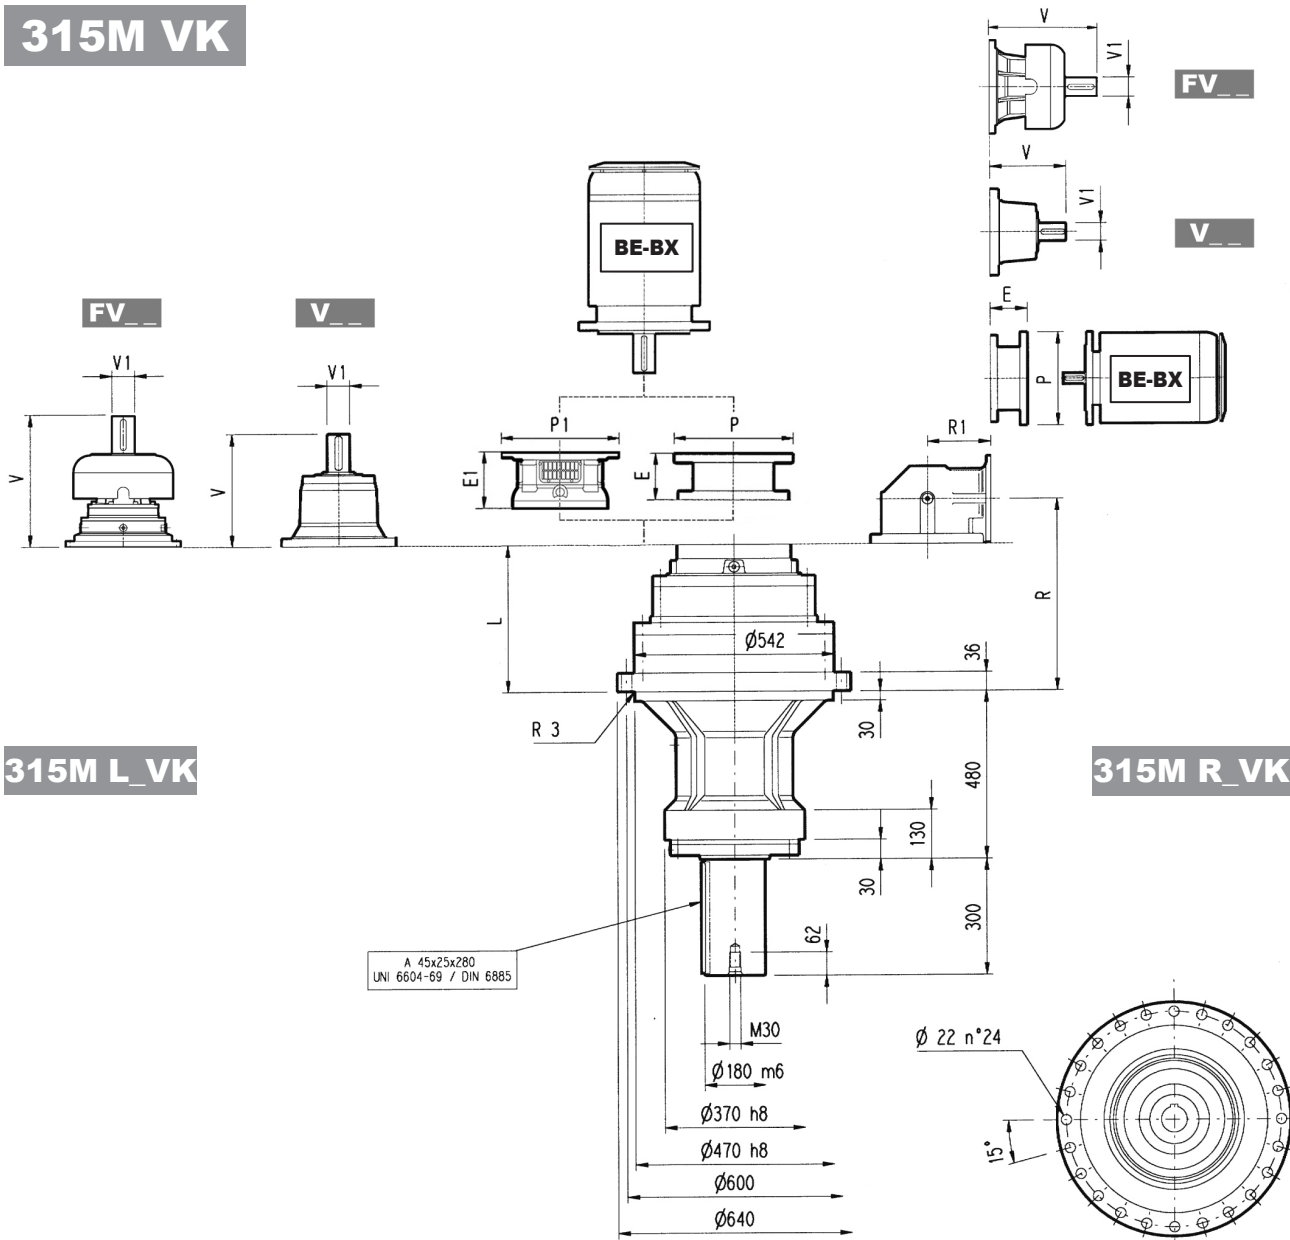 315M VK
V
V1
FV_ _
V
V1
V_ _
BE-BX
E
P
BE-BX
FV_ _
V_ _
V1
V
V1
V
P1
E1
P
E
R1
R
L
Ø542
36
R 3
30
480
315M L_VK
315M R_VK
130
30
300
62
A 45x25x280
UNI 6604-69 / DIN 6885
M30
Ø 22 n°24
Ø180 m6
Ø370 h8
15°
Ø470 h8
Ø600
Ø640